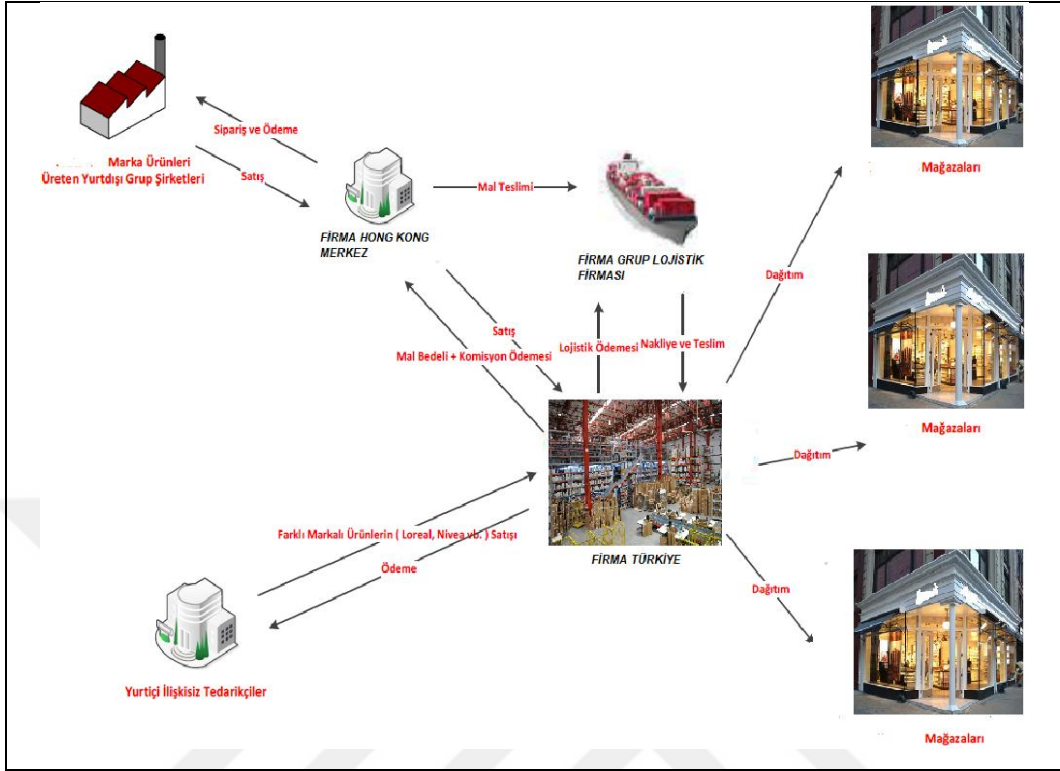 Sipariş ve Ödeme
Marka Ürünleri
Üreten Yurtdışı Grup Şirketleri
Satış
FİRMA HONG KONG
MERKEZ
Mal Teslimi
FİRMA GRUP LOJİSTİK
FİRMASI
Mağazaları
Dağıtım
Satış
Mal Bedeli + Komisyon Ödemesi
Lojistik Ödemesi
Nakliye ve Teslim
Mağazaları
Dağıtım
Farklı Markalı Ürünlerin ( Loreal, Nivea vb. ) Satışı
Ödeme
FİRMA TÜRKİYE
Dağıtım
Yurtiçi İlişkisiz Tedarikçiler
Mağazaları